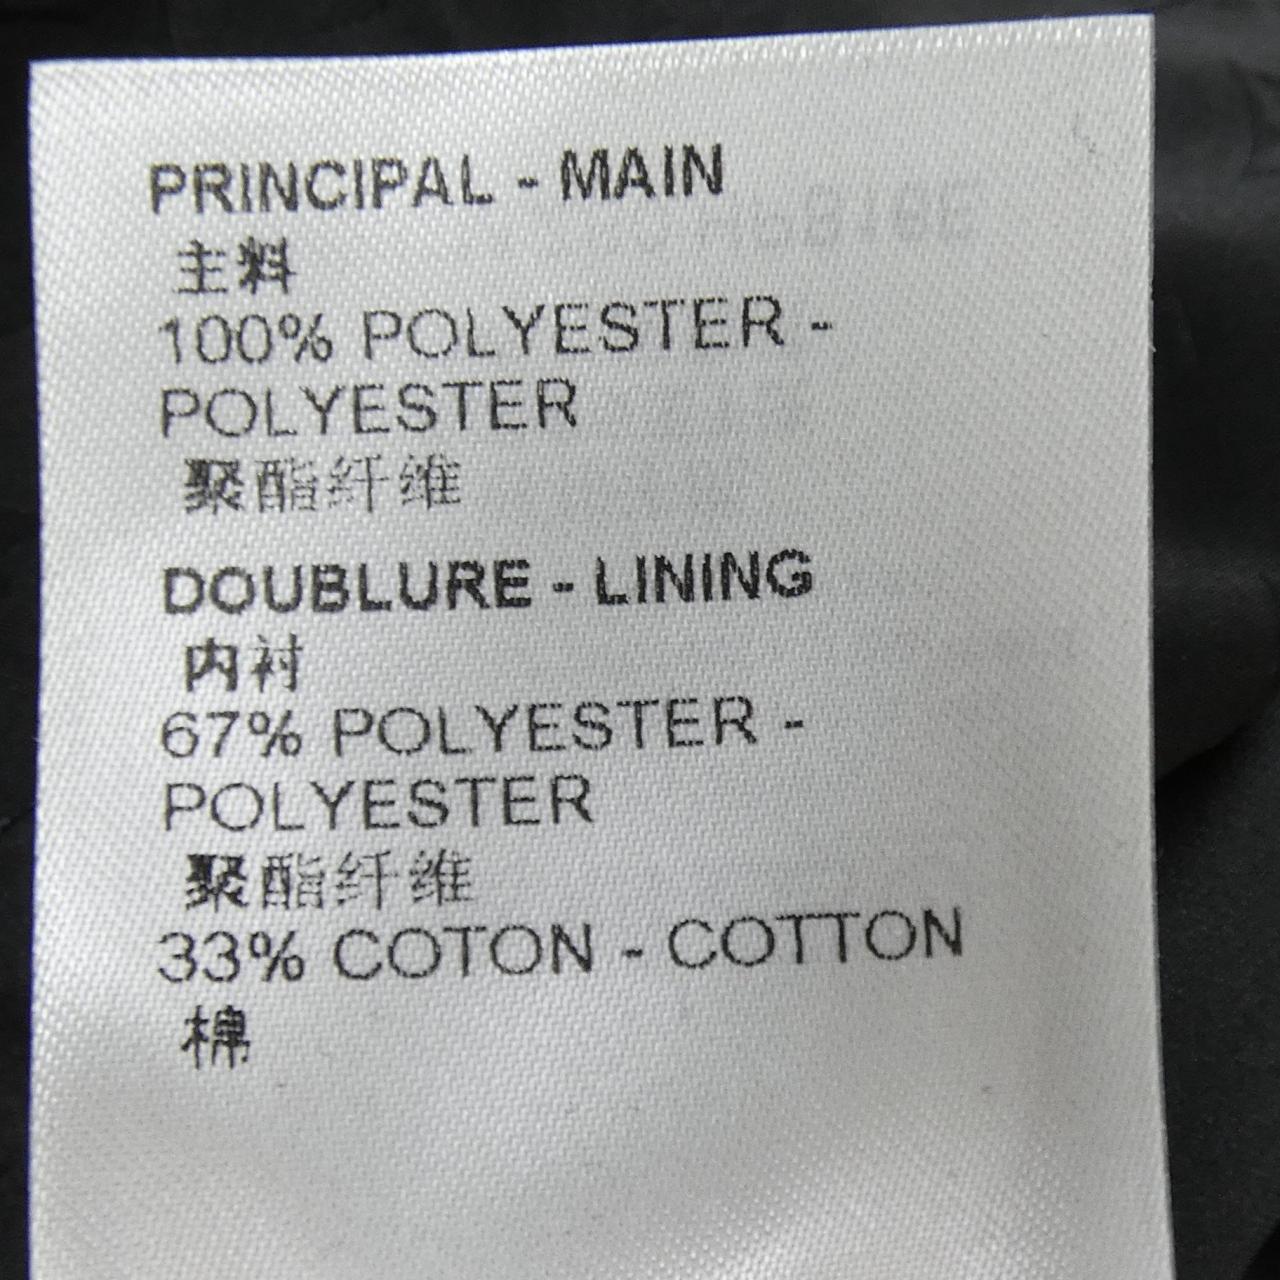 PRINCIPAL - MAIN
主料
100% POLYESTER -
POLYESTER
聚酯纤维
DOUBLURE - LINING
内衬
67% POLYESTER -
POLYESTER
聚酯纤维
33% COTON - COTTON
棉